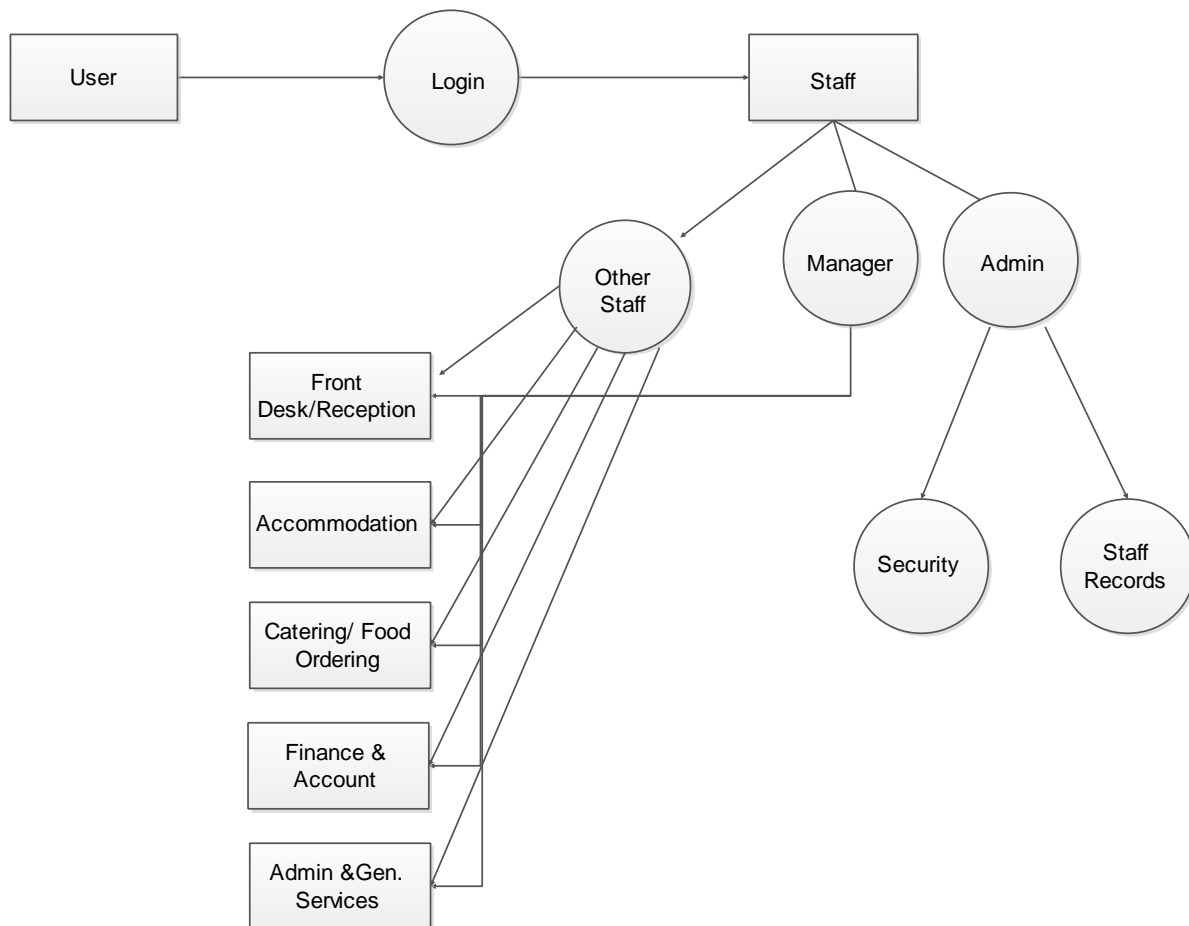 User
Login
Staff
Other
Staff
Manager
Admin
Front
Desk/Reception
Accommodation
Security
Staff
Records
Catering/ Food
Ordering
Finance &
Account
Admin &Gen.
Services